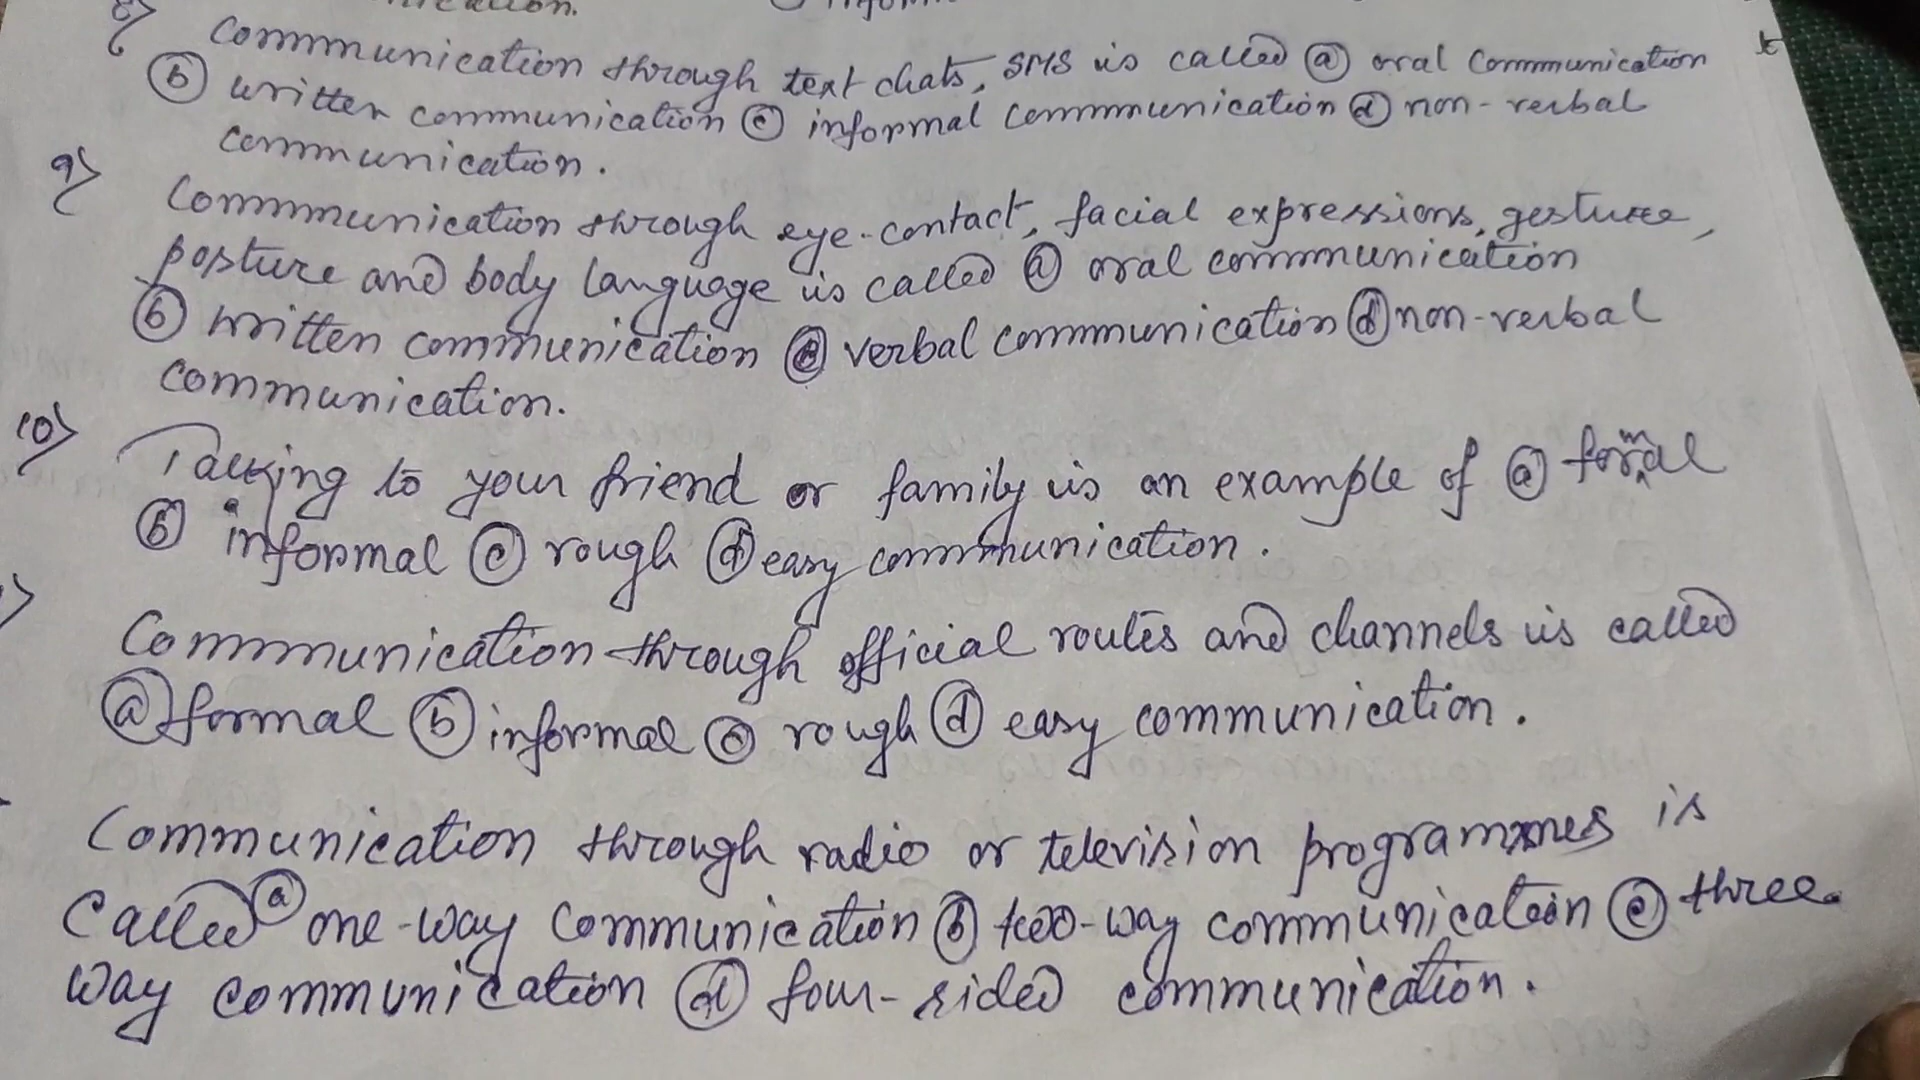 8> Communication through text chats, SMS is called ⓐ oral communication
ⓑ written communication ⓒ informal communication ⓓ non-verbal
communication.
9> Communication through eye-contact, facial expressions, gesture,
posture and body language is called ⓐ oral communication
ⓑ written communication ⓒ verbal communication ⓓ non-verbal
communication.
10> Talking to your friend or family is an example of ⓐ formal
ⓑ informal ⓒ rough ⓓ easy communication.
Communication through official routes and channels is called
ⓐ formal ⓑ informal ⓒ rough ⓓ easy communication.
Communication through radio or television programmes is
called ⓐ one-way communication ⓑ two-way communication ⓒ three-
way communication ⓓ four-sided communication.